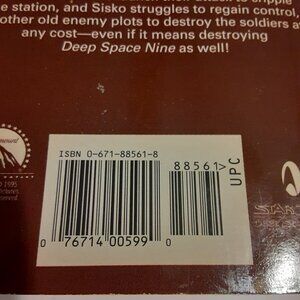 e station, and Sisko struggles to regain control,
other old enemy plots to destroy the soldiers at
any cost—even if it means destroying
Deep Space Nine as well!
ISBN 0-671-88561-8
88561>
UPC
0 76714 00599 0
1995
STAR